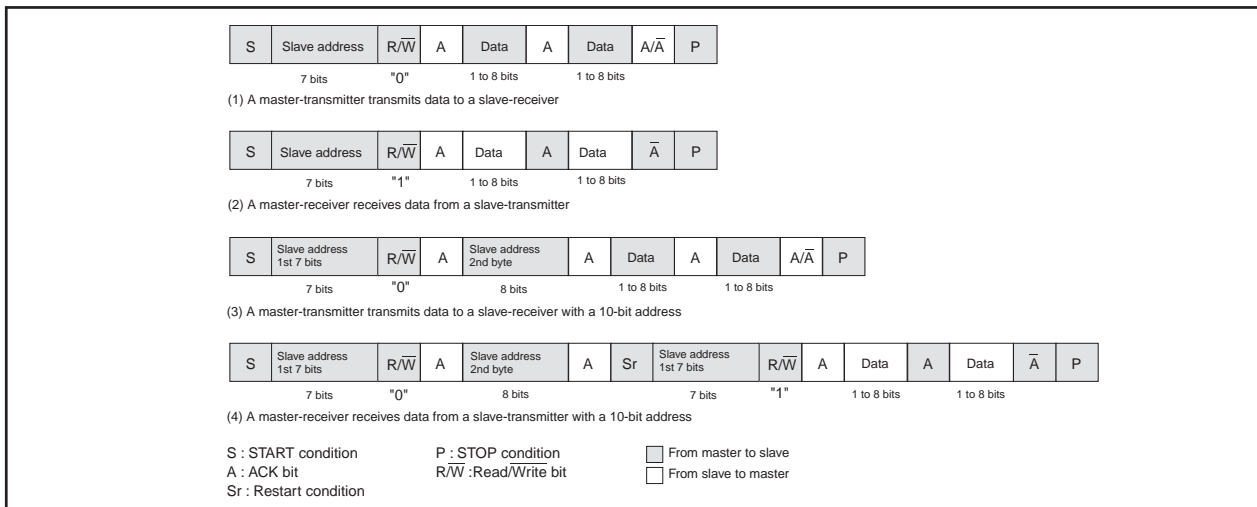 S Slave address R/W̅ A Data A Data A/A̅ P
7 bits "0" 1 to 8 bits 1 to 8 bits
(1) A master-transmitter transmits data to a slave-receiver
S Slave address R/W̅ A Data A Data A̅ P
7 bits "1" 1 to 8 bits 1 to 8 bits
(2) A master-receiver receives data from a slave-transmitter
S Slave address 1st 7 bits R/W̅ A Slave address 2nd byte A Data A Data A/A̅ P
7 bits "0" 8 bits 1 to 8 bits 1 to 8 bits
(3) A master-transmitter transmits data to a slave-receiver with a 10-bit address
S Slave address 1st 7 bits R/W̅ A Slave address 2nd byte A Sr Slave address 1st 7 bits R/W̅ A Data A Data A̅ P
7 bits "0" 8 bits 7 bits "1" 1 to 8 bits 1 to 8 bits
(4) A master-receiver receives data from a slave-transmitter with a 10-bit address
S : START condition P : STOP condition From master to slave
A : ACK bit R/W̅ :Read/W̅r̅i̅t̅e̅ bit From slave to master
Sr : Restart condition